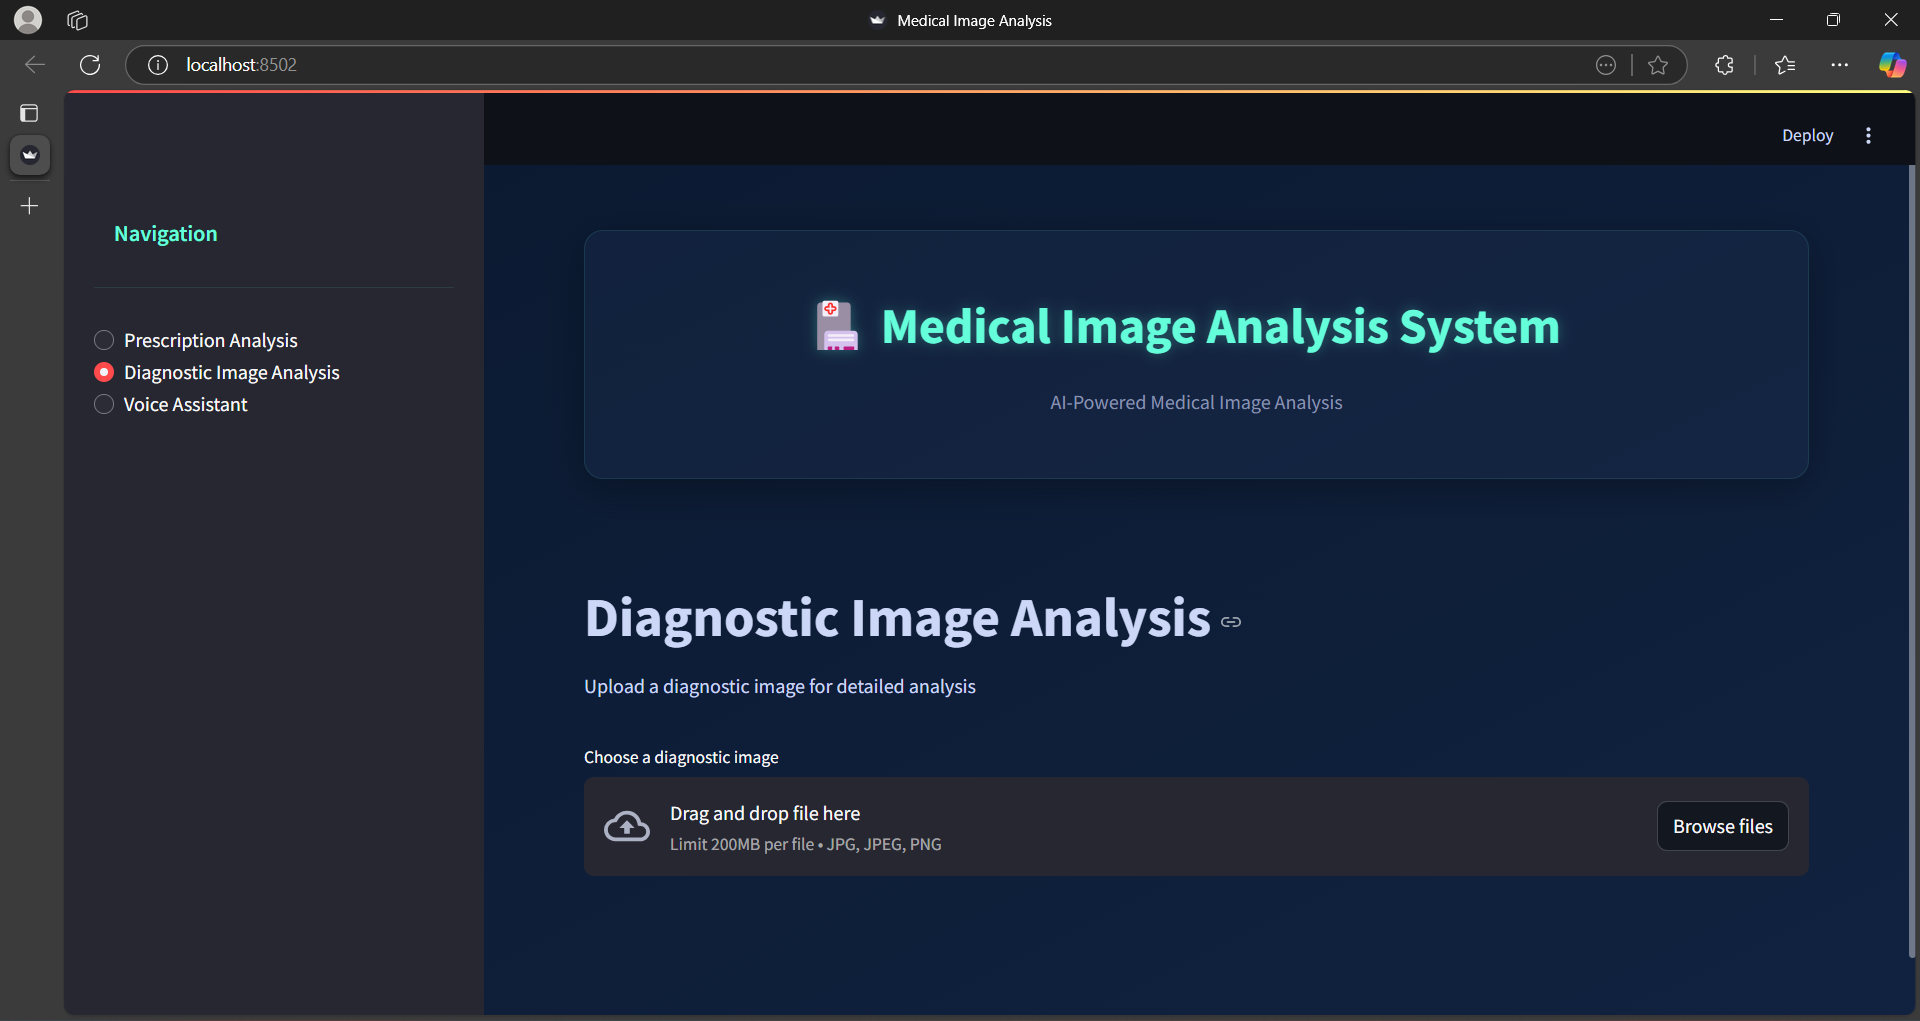 Medical Image Analysis
localhost:8502
Deploy
Navigation
Prescription Analysis
Diagnostic Image Analysis
Voice Assistant
Medical Image Analysis System
AI-Powered Medical Image Analysis
Diagnostic Image Analysis
Upload a diagnostic image for detailed analysis
Choose a diagnostic image
Drag and drop file here
Limit 200MB per file • JPG, JPEG, PNG
Browse files